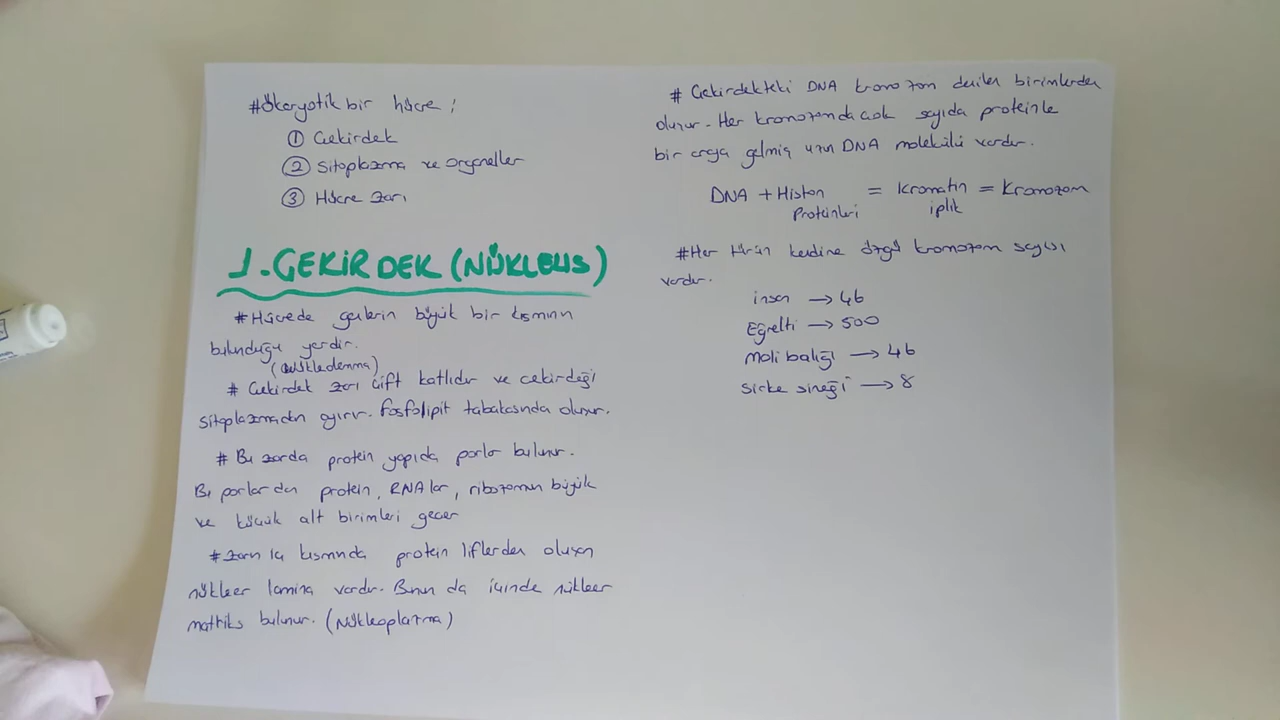 #Ökaryotik bir hücre;
① Çekirdek
② Sitoplazma ve organeller
③ Hücre zarı
1. ÇEKİRDEK (NÜKLEUS)
#Hücrede genlerin büyük bir kısmının
bulunduğu yerdir.
# Çekirdek zarı çift katlıdır ve çekirdeği
sitoplazmadan ayırır. Fosfolipit tabakasında oluşur.
# Bu zarda protein yapıda porlar bulunur.
Bu porlardan protein, RNAlar, ribozomun büyük
ve küçük alt birimleri geçer
# Zarın iç kısmında protein liflerden oluşan
nükleer lamina vardır. Bunun da içinde nükleer
matriks bulunur. (Nükleoplazma)
# Çekirdekteki DNA kromozom denilen birimlerden
oluşur. Her kromozomda çok sayıda proteinle
bir araya gelmiş uzun DNA molekülü vardır.
DNA + Histon Proteinleri = Kromatin iplik = Kromozom
#Her türün kendine özgü kromozom sayısı
vardır.
insan → 46
Eğrelti → 500
moli balığı → 46
sirke sineği → 8